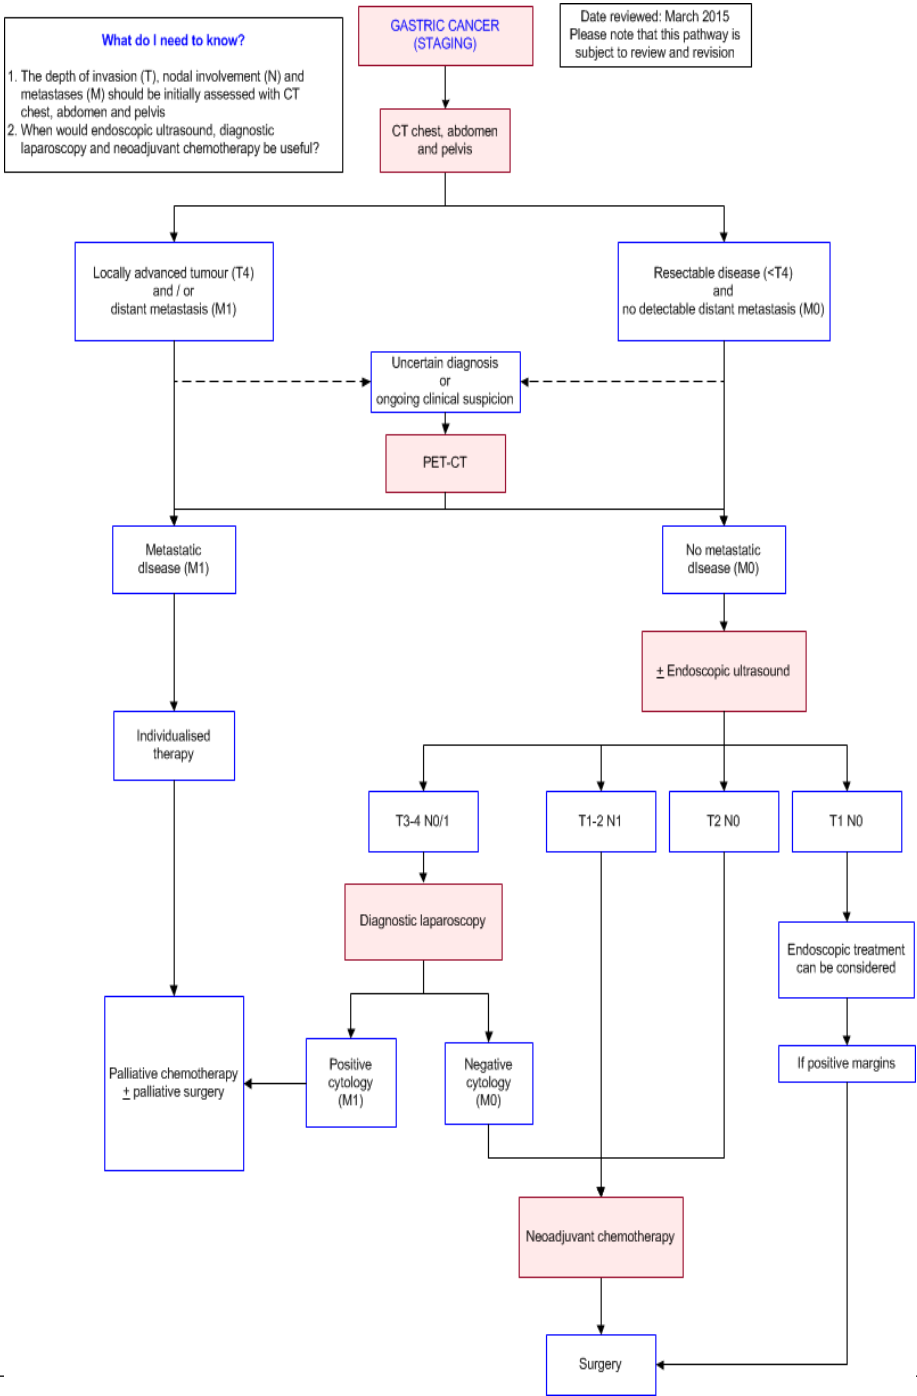 What do I need to know?
1. The depth of invasion (T), nodal involvement (N) and
metastases (M) should be initially assessed with CT
chest, abdomen and pelvis
2. When would endoscopic ultrasound, diagnostic
laparoscopy and neoadjuvant chemotherapy be useful?
GASTRIC CANCER
(STAGING)
Date reviewed: March 2015
Please note that this pathway is
subject to review and revision
CT chest, abdomen
and pelvis
Locally advanced tumour (T4)
and / or
distant metastasis (M1)
Resectable disease (<T4)
and
no detectable distant metastasis (M0)
Uncertain diagnosis
or
ongoing clinical suspicion
PET-CT
Metastatic
dIsease (M1)
No metastatic
dIsease (M0)
± Endoscopic ultrasound
Individualised
therapy
T3-4 N0/1
T1-2 N1
T2 N0
T1 N0
Diagnostic laparoscopy
Endoscopic treatment
can be considered
Positive
cytology
(M1)
Negative
cytology
(M0)
If positive margins
Palliative chemotherapy
± palliative surgery
Neoadjuvant chemotherapy
Surgery